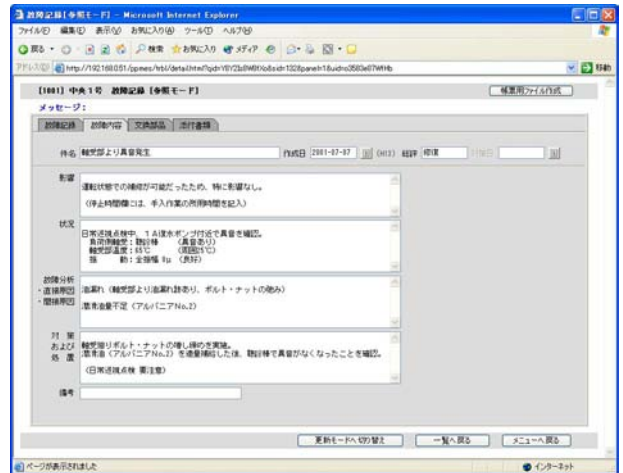 故障記録[参照モード] - Microsoft Internet Explorer
ファイル(F) 編集(E) 表示(V) お気に入り(A) ツール(T) ヘルプ(H)
戻る 検索 お気に入り メディア
アドレス(D) 移動
[1001] 中央1号 故障記録 [参照モード] 帳票用ファイル作成
メッセージ:
故障記録 故障内容 交換部品 添付書類
件名 軸受部より異音発生 作成日 2001-07-07 (H13) 経評 修復
影響 運転状態での補修が可能だったため、特に影響なし。
(停止時間欄には、手入作業の所用時間を記入)
状況 日常巡視点検中、1A復水ポンプ付近で異音を確認。
負荷側軸受:聴診棒 (異音あり)
軸受部温度:65℃ (周囲25℃)
振 動:全振幅 8μ (良好)
故障分析
・直接原因 油漏れ (軸受部より油漏れ跡あり、ボルト・ナットの弛み)
・間接原因
潤滑油量不足 (アルバニアNo.2)
対 策
および 軸受廻りボルト・ナットの増し締めを実施。
処 置 潤滑油(アルバニアNo.2)を適量補給した後、聴診棒で異音がなくなったことを確認。
(日常巡視点検 要注意)
備考
更新モードへ切り替え 一覧へ戻る メニューへ戻る
ページが表示されました インターネット